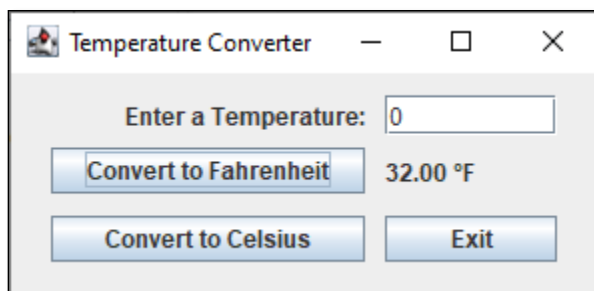 Temperature Converter
Enter a Temperature: 0
Convert to Fahrenheit 32.00 °F
Convert to Celsius Exit